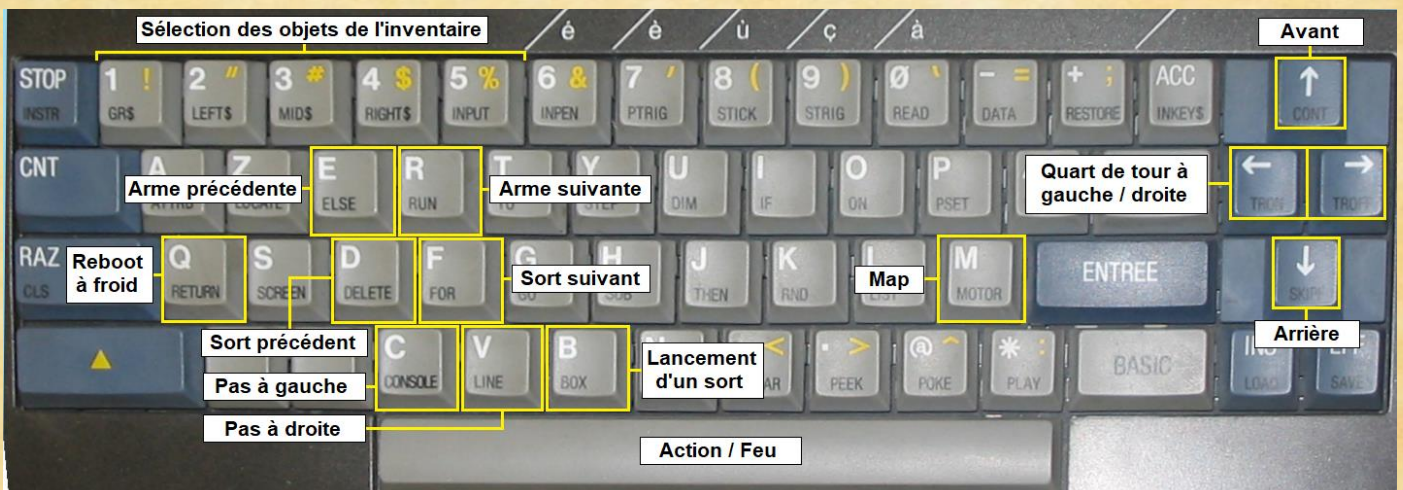 Sélection des objets de l'inventaire
é è ù ç à
Avant
STOP 1 ! 2 " 3 # 4 $ 5 % 6 & 7 ' 8 ( 9 ) Ø ` - = + ; ACC ↑
INSTR GR$ LEFT$ MID$ RIGHT$ INPUT INPEN PTRIG STICK STRIG READ DATA RESTORE INKEY$ CONT
CNT A Z E R T Y U I O P ← →
ELSE RUN DIM IF ON PSET TRON TROFF
Arme précédente
Arme suivante
Quart de tour à
gauche / droite
RAZ Q S D F G H J K L M ENTREE ↓
CLS RETURN SCREEN DELETE FOR GO SUB THEN RND LIST MOTOR SKIPF
Reboot
à froid
Sort suivant
Map
Sort précédent
Arrière
C V B < . > @ ^ * : BASIC
CONSOLE LINE BOX PEEK POKE PLAY LOAD SAVE
Pas à gauche
Lancement
d'un sort
Pas à droite
Action / Feu